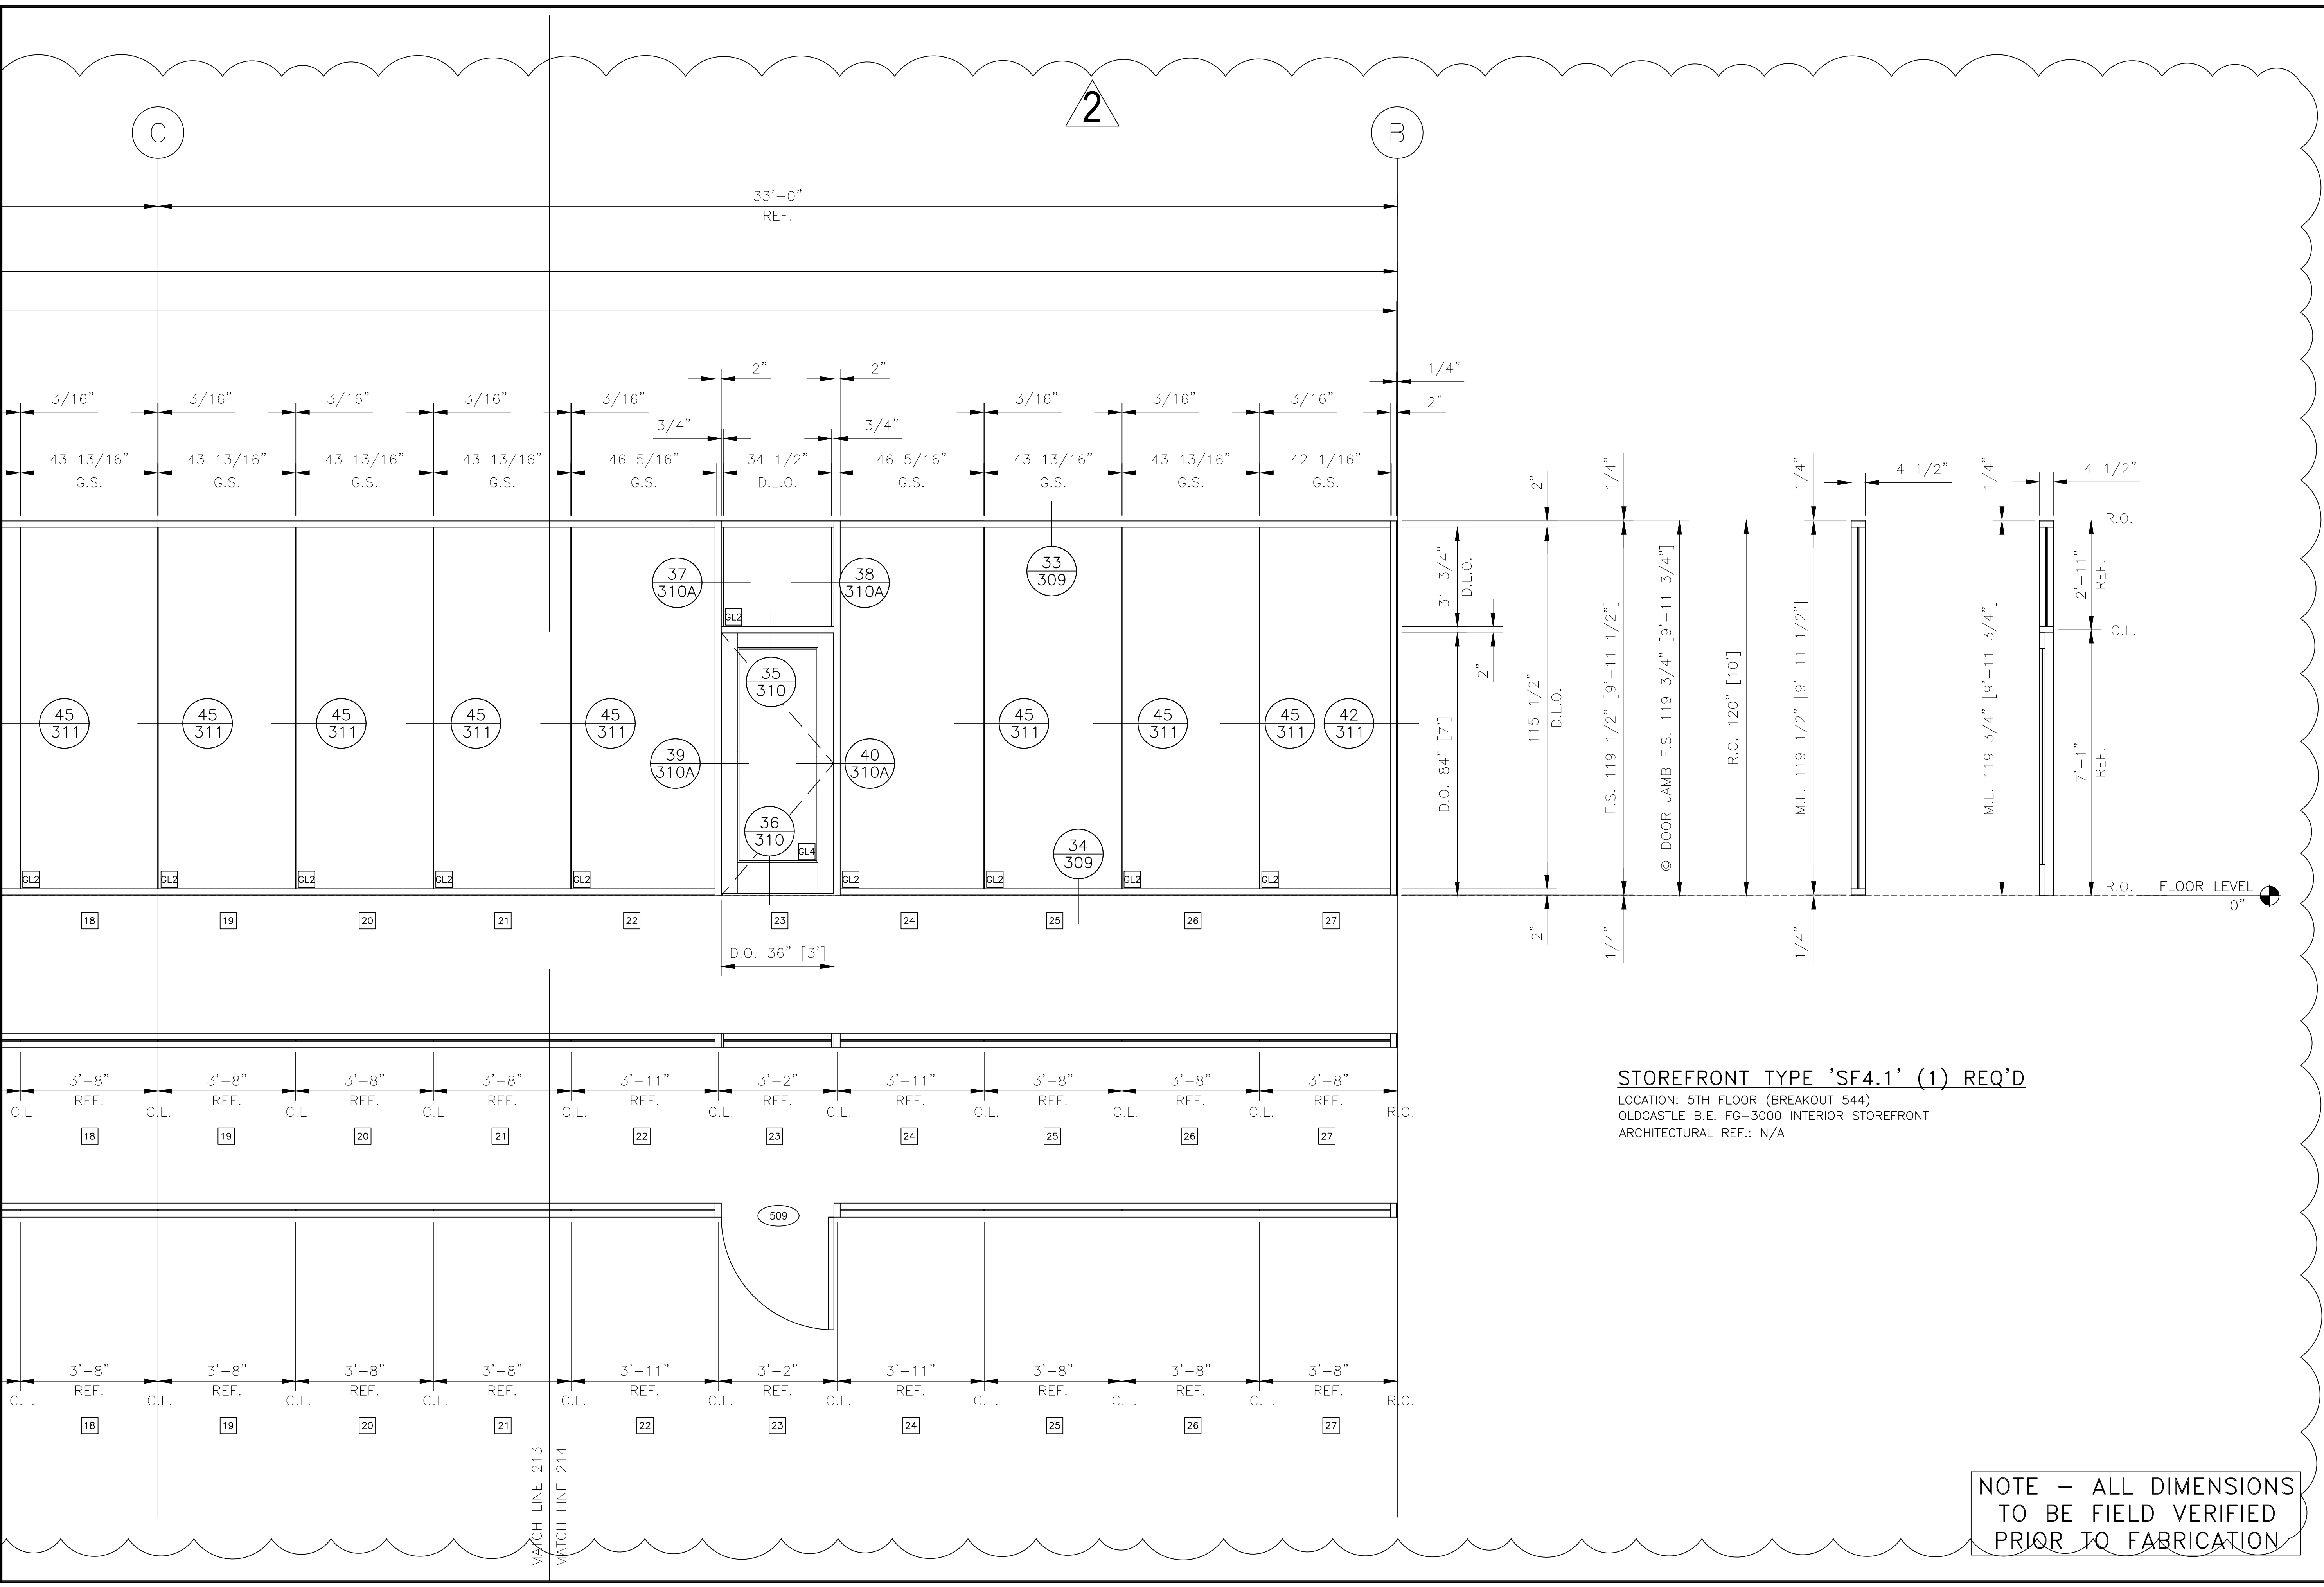 2
C
B
33'-0"
REF.
2"
2"
1/4"
3/16"
3/16"
3/16"
3/16"
3/16"
3/16"
3/16"
3/16"
2"
3/4"
3/4"
43 13/16"
43 13/16"
43 13/16"
43 13/16"
46 5/16"
34 1/2"
46 5/16"
43 13/16"
43 13/16"
42 1/16"
G.S.
G.S.
G.S.
G.S.
G.S.
D.L.O.
G.S.
G.S.
G.S.
G.S.
37
310A
38
310A
33
309
GL2
35
310
45
311
45
311
45
311
45
311
45
311
45
311
45
311
45
311
42
311
39
310A
40
310A
36
310
GL4
34
309
GL2
GL2
GL2
GL2
GL2
GL2
GL2
GL2
GL2
18
19
20
21
22
23
24
25
26
27
D.O. 36" [3']
31 3/4"
D.L.O.
2"
D.O. 84" [7']
2"
115 1/2"
D.L.O.
2"
1/4"
F.S. 119 1/2" [9'-11 1/2"]
1/4"
@ DOOR JAMB F.S. 119 3/4" [9'-11 3/4"]
R.O. 120" [10']
1/4"
M.L. 119 1/2" [9'-11 1/2"]
1/4"
4 1/2"
1/4"
M.L. 119 3/4" [9'-11 3/4"]
4 1/2"
R.O.
2'-11"
REF.
C.L.
7'-1"
REF.
R.O.
FLOOR LEVEL
0"
3'-8"
3'-8"
3'-8"
3'-8"
3'-11"
3'-2"
3'-11"
3'-8"
3'-8"
3'-8"
REF.
REF.
REF.
REF.
REF.
REF.
REF.
REF.
REF.
REF.
C.L.
C.L.
C.L.
C.L.
C.L.
C.L.
C.L.
C.L.
C.L.
C.L.
R.O.
18
19
20
21
22
23
24
25
26
27
STOREFRONT TYPE 'SF4.1' (1) REQ'D
LOCATION: 5TH FLOOR (BREAKOUT 544)
OLDCASTLE B.E. FG-3000 INTERIOR STOREFRONT
ARCHITECTURAL REF.: N/A
509
3'-8"
3'-8"
3'-8"
3'-8"
3'-11"
3'-2"
3'-11"
3'-8"
3'-8"
3'-8"
REF.
REF.
REF.
REF.
REF.
REF.
REF.
REF.
REF.
REF.
C.L.
C.L.
C.L.
C.L.
C.L.
C.L.
C.L.
C.L.
C.L.
C.L.
R.O.
18
19
20
21
22
23
24
25
26
27
MATCH LINE 213
MATCH LINE 214
NOTE - ALL DIMENSIONS
TO BE FIELD VERIFIED
PRIOR TO FABRICATION